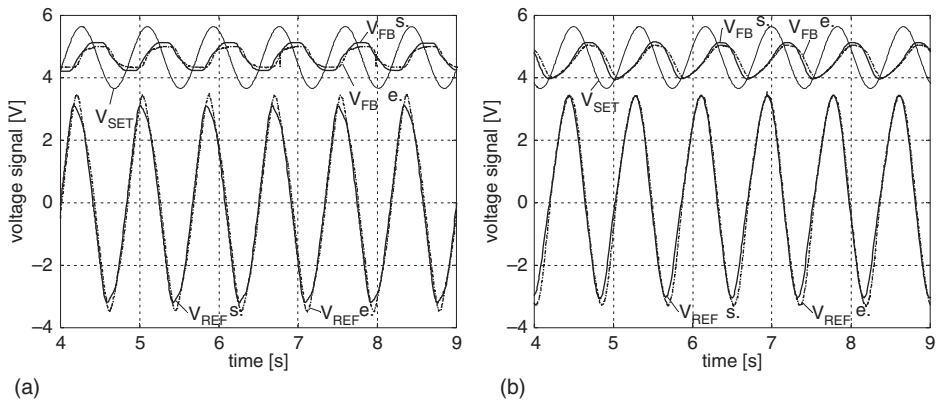 6
4
2
0
−2
−4
voltage signal [V]
V_FB s.
V_FB e.
V_SET
V_REF s.
V_REF e.
4 5 6 7 8 9
time [s]
(a)
6
4
2
0
−2
−4
voltage signal [V]
V_FB s.
V_FB e.
V_SET
V_REF s.
V_REF e.
4 5 6 7 8 9
time [s]
(b)